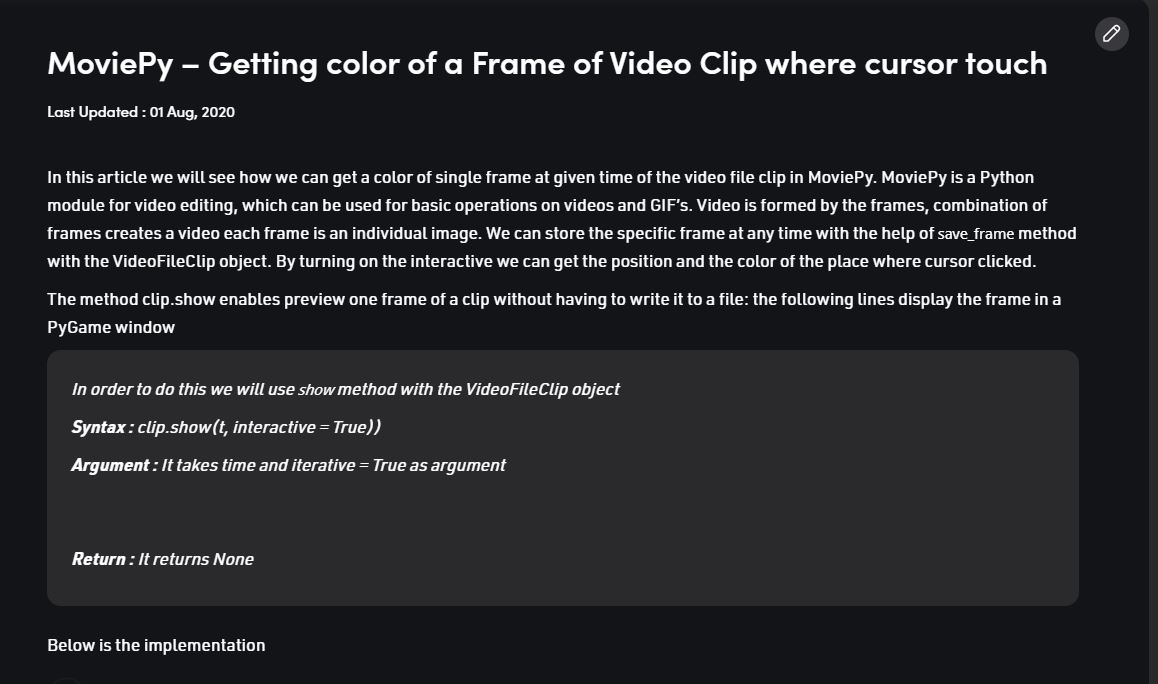 MoviePy – Getting color of a Frame of Video Clip where cursor touch
Last Updated : 01 Aug, 2020
In this article we will see how we can get a color of single frame at given time of the video file clip in MoviePy. MoviePy is a Python
module for video editing, which can be used for basic operations on videos and GIF’s. Video is formed by the frames, combination of
frames creates a video each frame is an individual image. We can store the specific frame at any time with the help of save_frame method
with the VideoFileClip object. By turning on the interactive we can get the position and the color of the place where cursor clicked.
The method clip.show enables preview one frame of a clip without having to write it to a file: the following lines display the frame in a
PyGame window
In order to do this we will use show method with the VideoFileClip object
Syntax : clip.show(t, interactive = True))
Argument : It takes time and iterative = True as argument
Return : It returns None
Below is the implementation